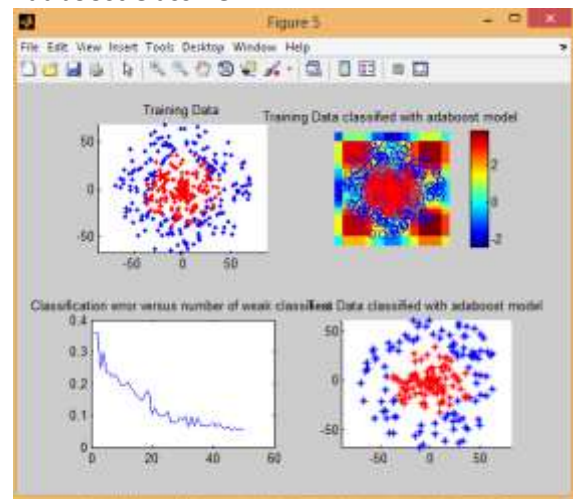 Figure 5
File Edit View Insert Tools Desktop Window Help
Training Data
50
0
-50
-50 0 50
Training Data classified with adaboost model
2
0
-2
Classification error versus number of weak classifiers
0.4
0.3
0.2
0.1
0
0 20 40 60
Data classified with adaboost model
50
0
-50
-50 0 50